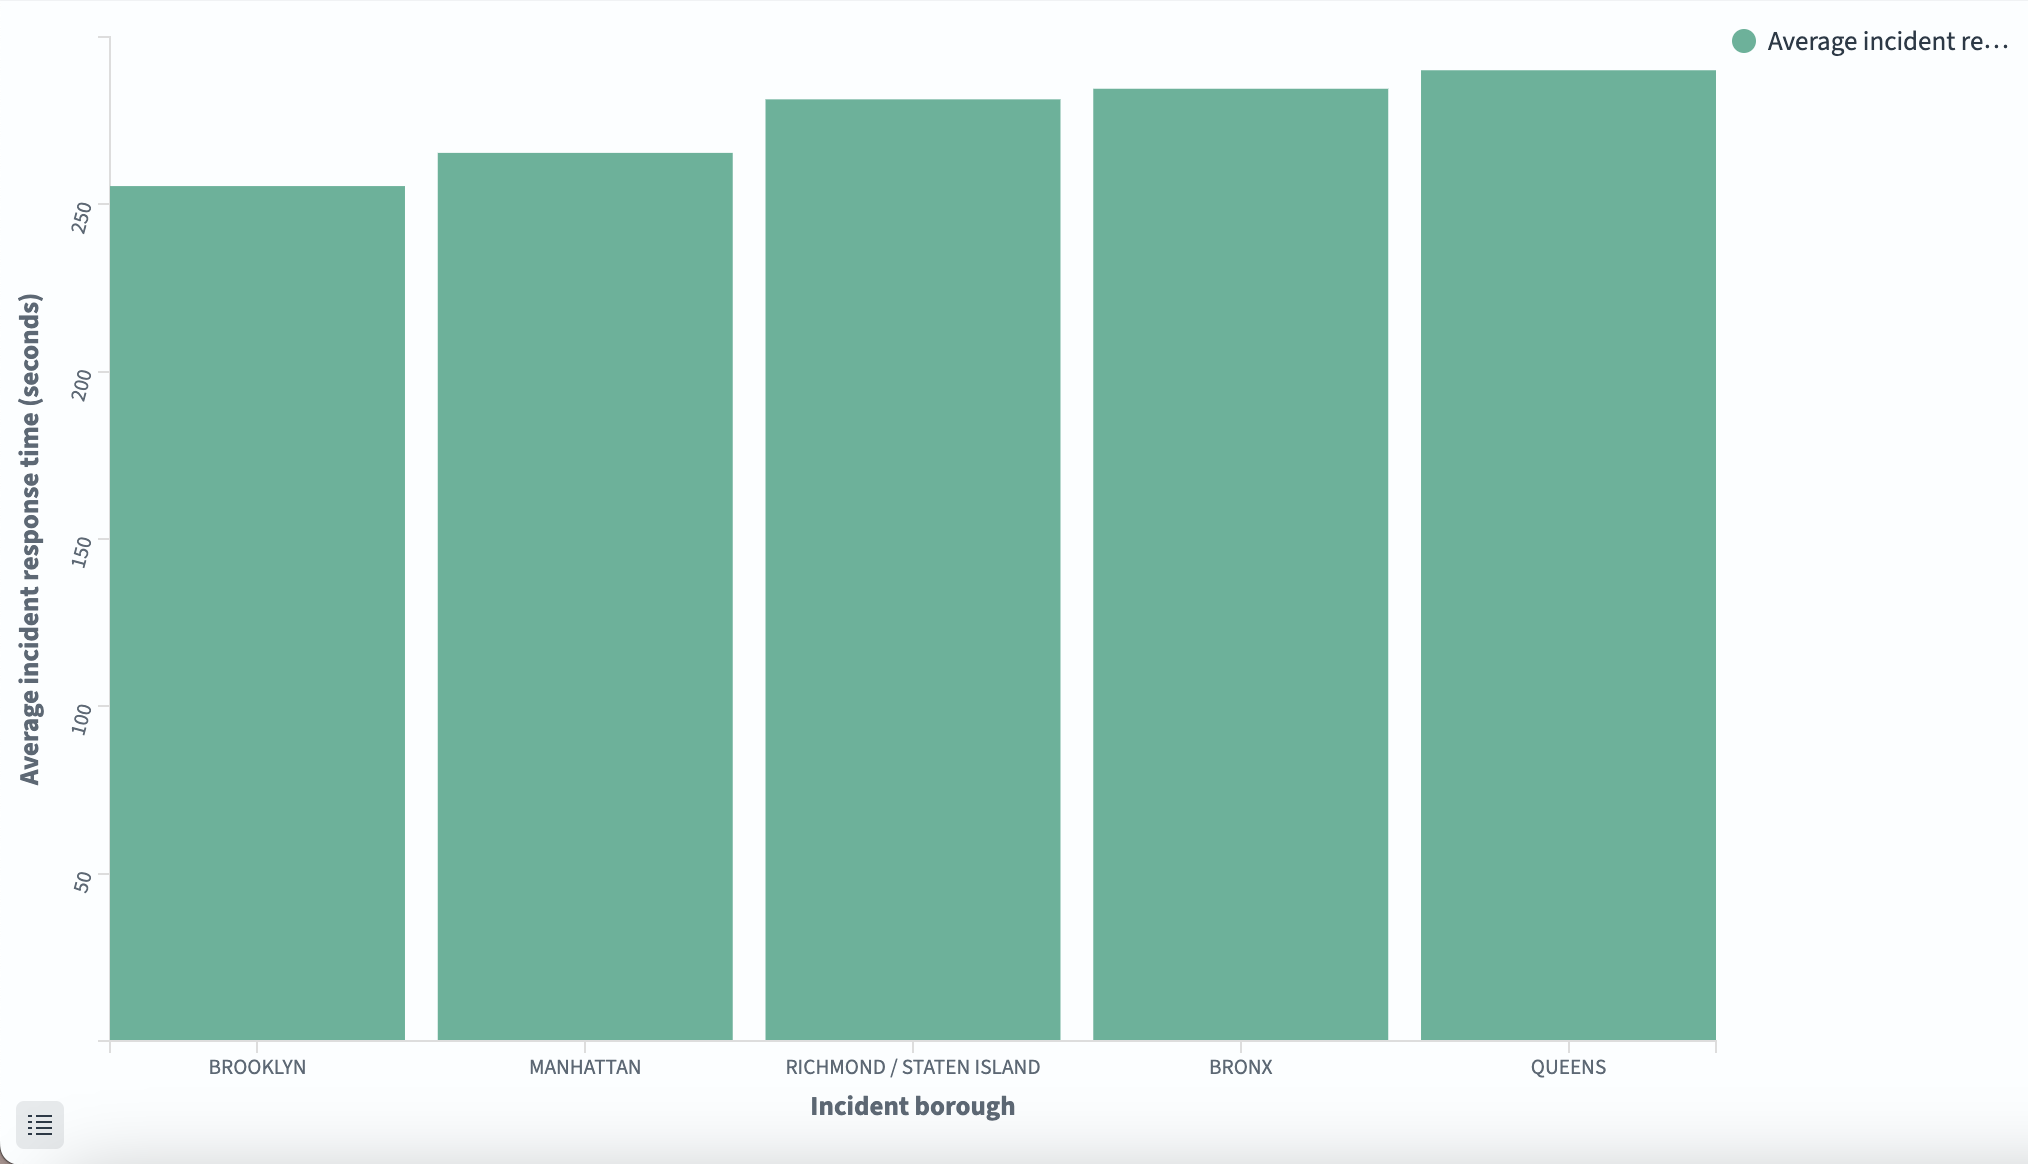 Average incident re…
250
200
150
100
50
Average incident response time (seconds)
BROOKLYN
MANHATTAN
RICHMOND / STATEN ISLAND
BRONX
QUEENS
Incident borough